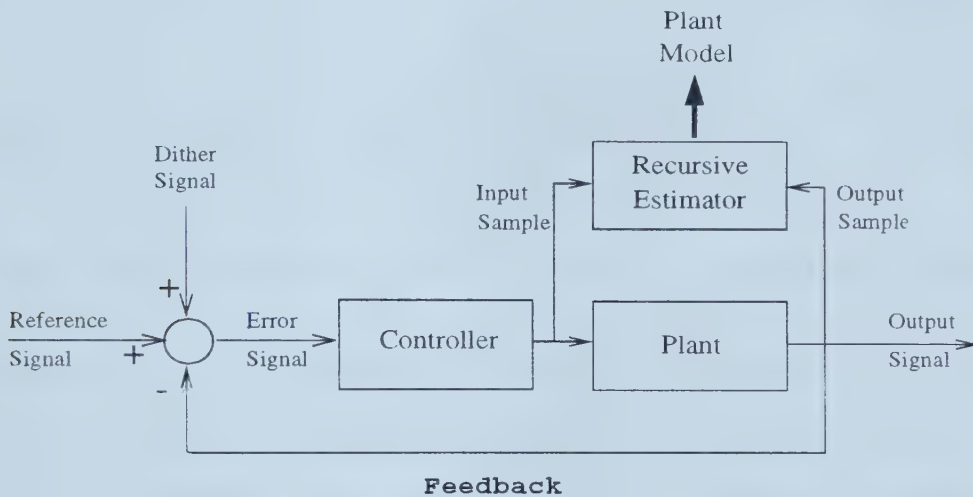 Plant
Model
Dither
Signal
Recursive
Estimator
Input
Sample
Output
Sample
+
Reference
Signal
+
-
Error
Signal
Controller
Plant
Output
Signal
Feedback